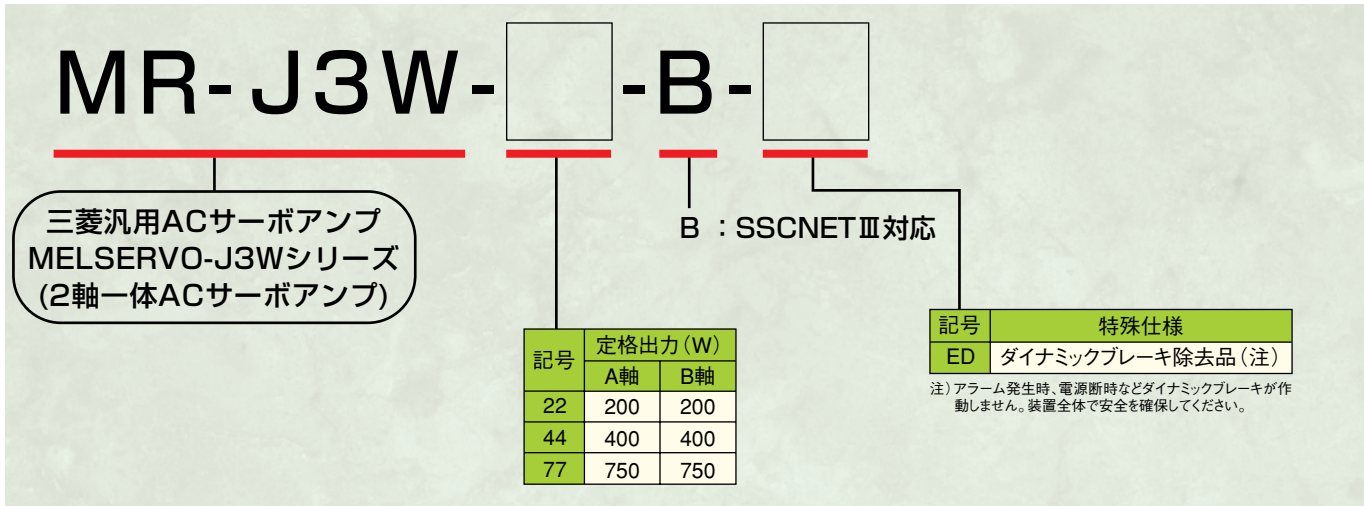 MR-J3W-□-B-□
三菱汎用ACサーボアンプ
MELSERVO-J3Wシリーズ
(2軸一体ACサーボアンプ)
B ：SSCNETⅢ対応
記号 定格出力(W)
A軸 B軸
22 200 200
44 400 400
77 750 750
記号 特殊仕様
ED ダイナミックブレーキ除去品(注)
注)アラーム発生時、電源断時などダイナミックブレーキが作
動しません。装置全体で安全を確保してください。